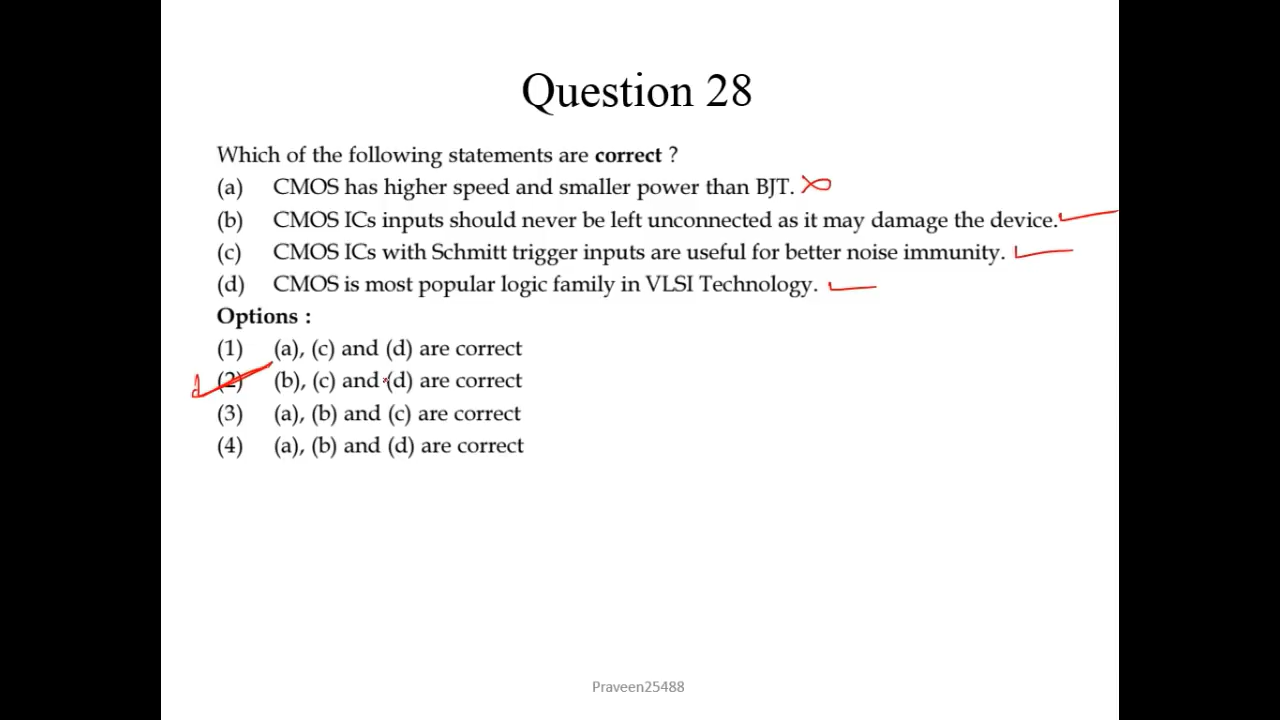 Question 28
Which of the following statements are correct ?
(a) CMOS has higher speed and smaller power than BJT.
(b) CMOS ICs inputs should never be left unconnected as it may damage the device.
(c) CMOS ICs with Schmitt trigger inputs are useful for better noise immunity.
(d) CMOS is most popular logic family in VLSI Technology.
Options :
(1) (a), (c) and (d) are correct
(2) (b), (c) and (d) are correct
(3) (a), (b) and (c) are correct
(4) (a), (b) and (d) are correct
Praveen25488